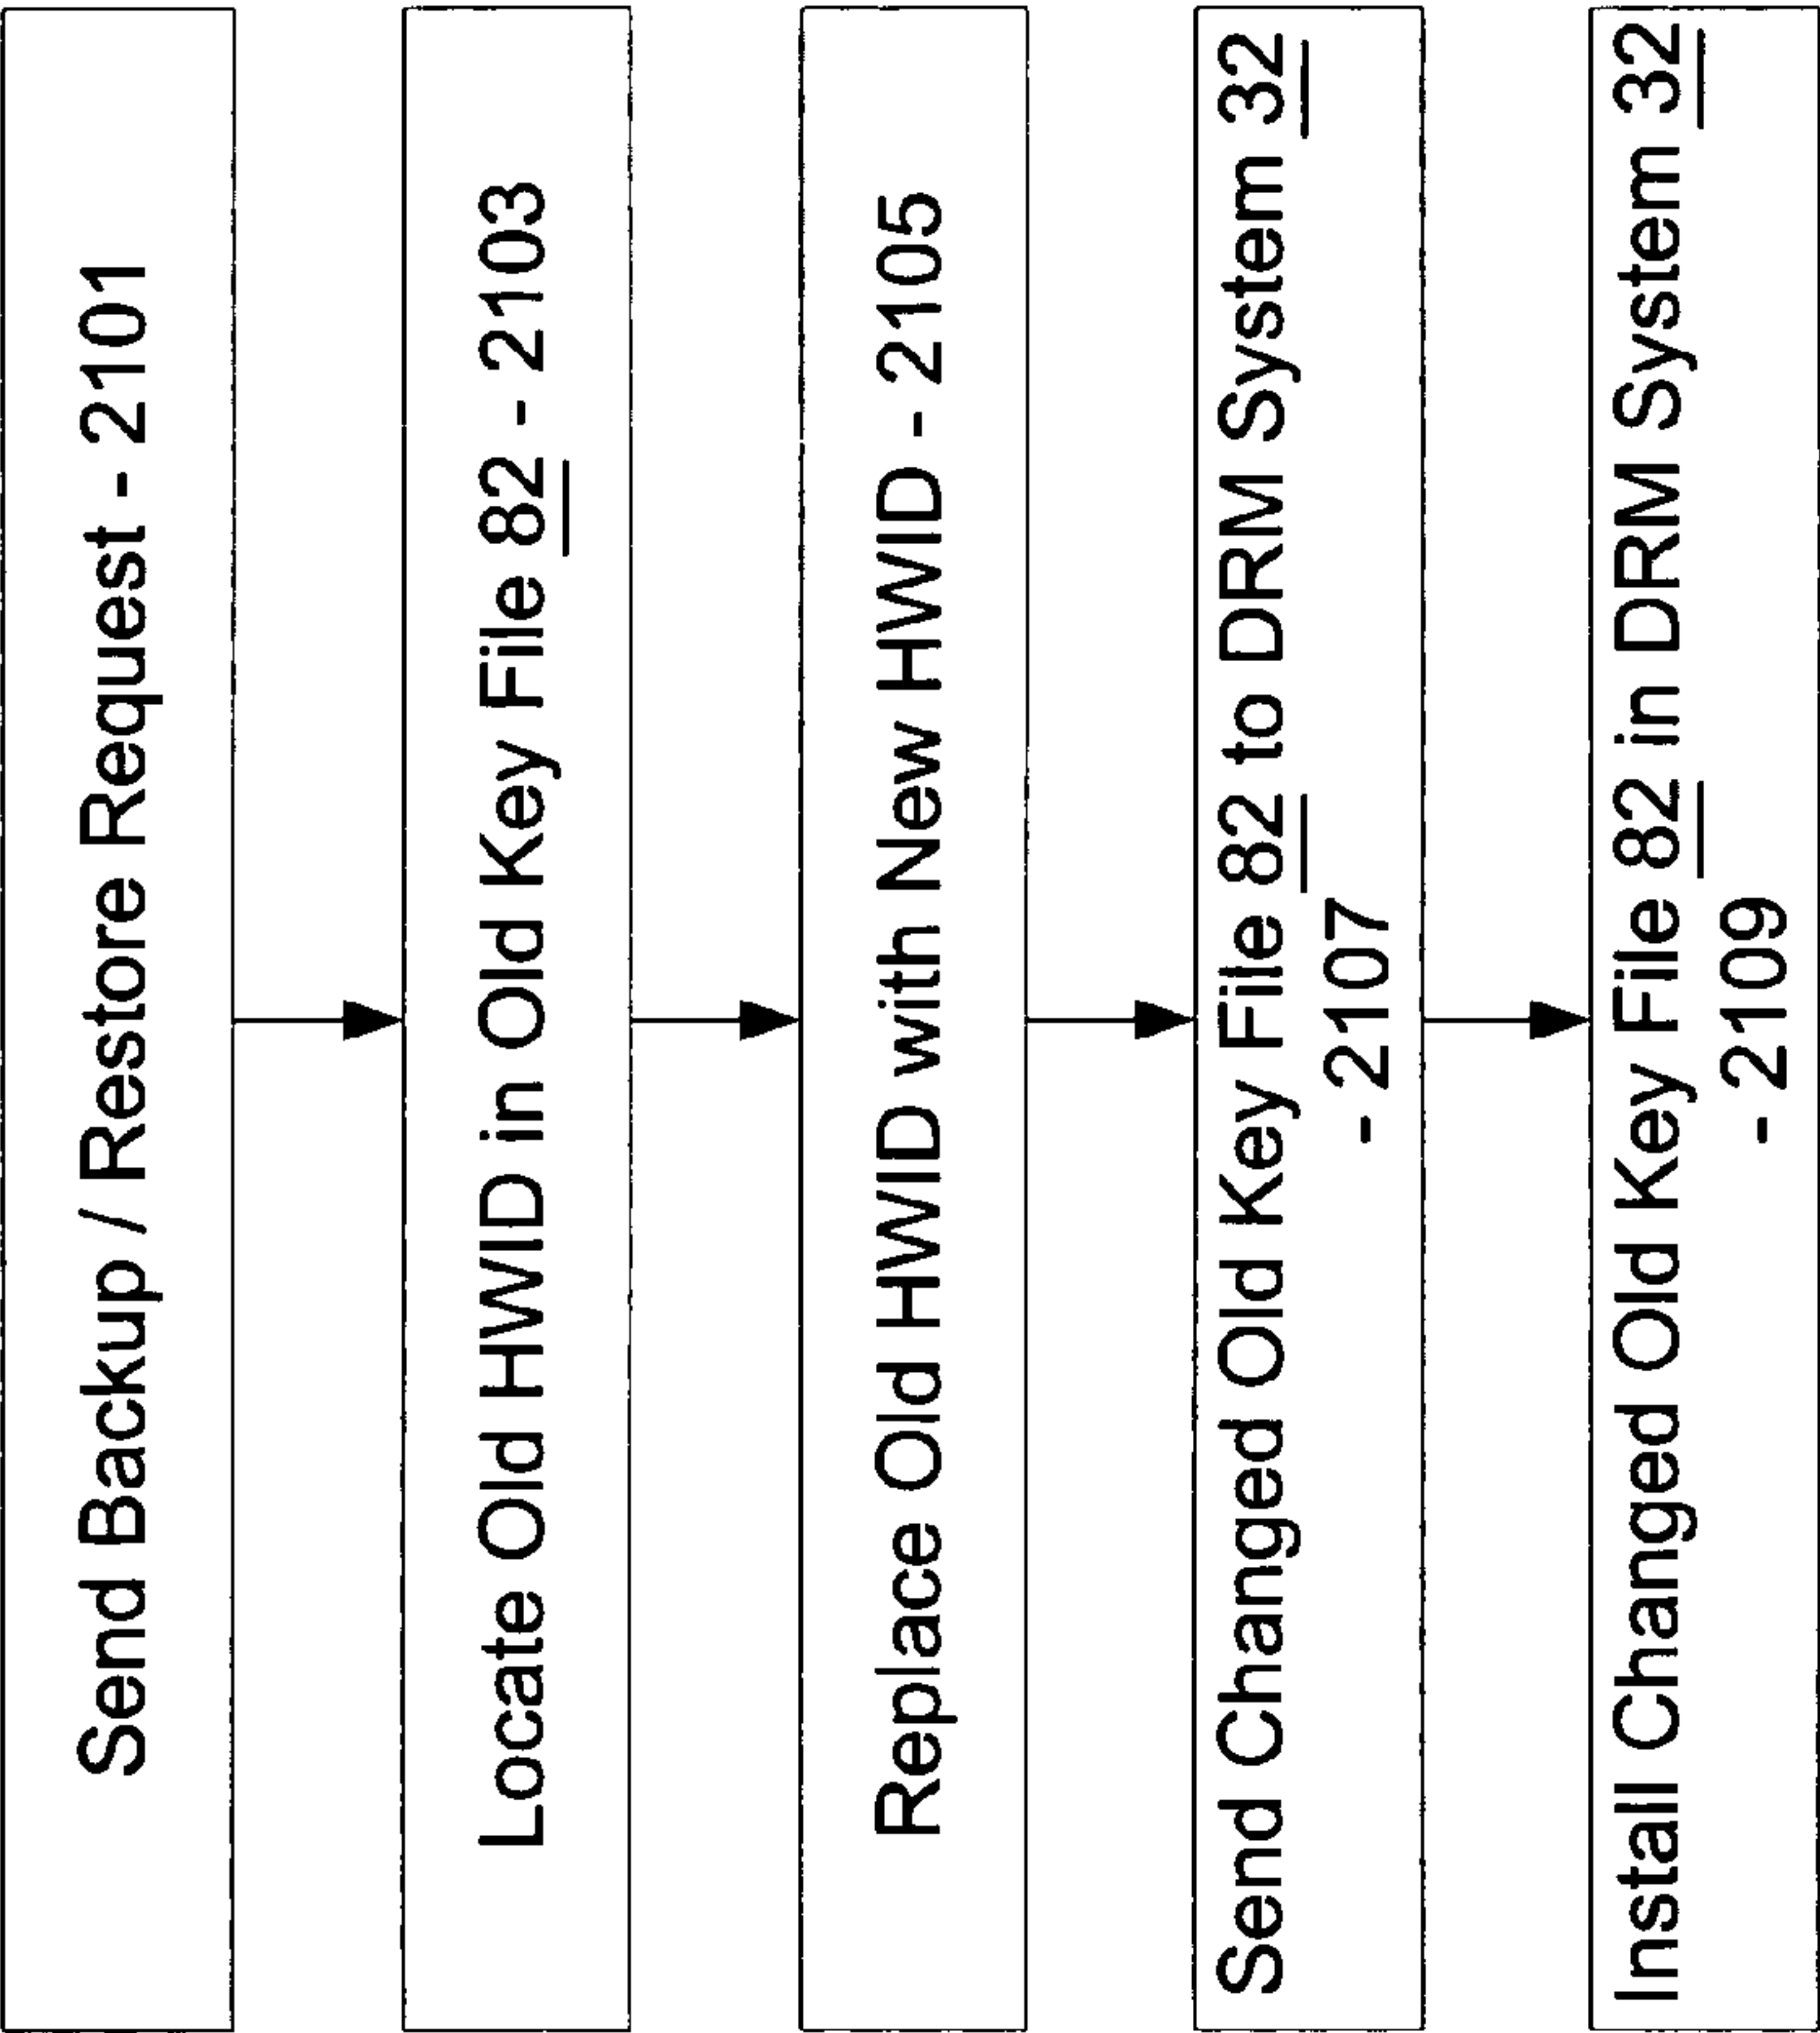 Send Backup / Restore Request - 2101
Locate Old HWID in Old Key File 82 - 2103
Replace Old HWID with New HWID - 2105
Send Changed Old Key File 82 to DRM System 32
- 2107
Install Changed Old Key File 82 in DRM System 32
- 2109